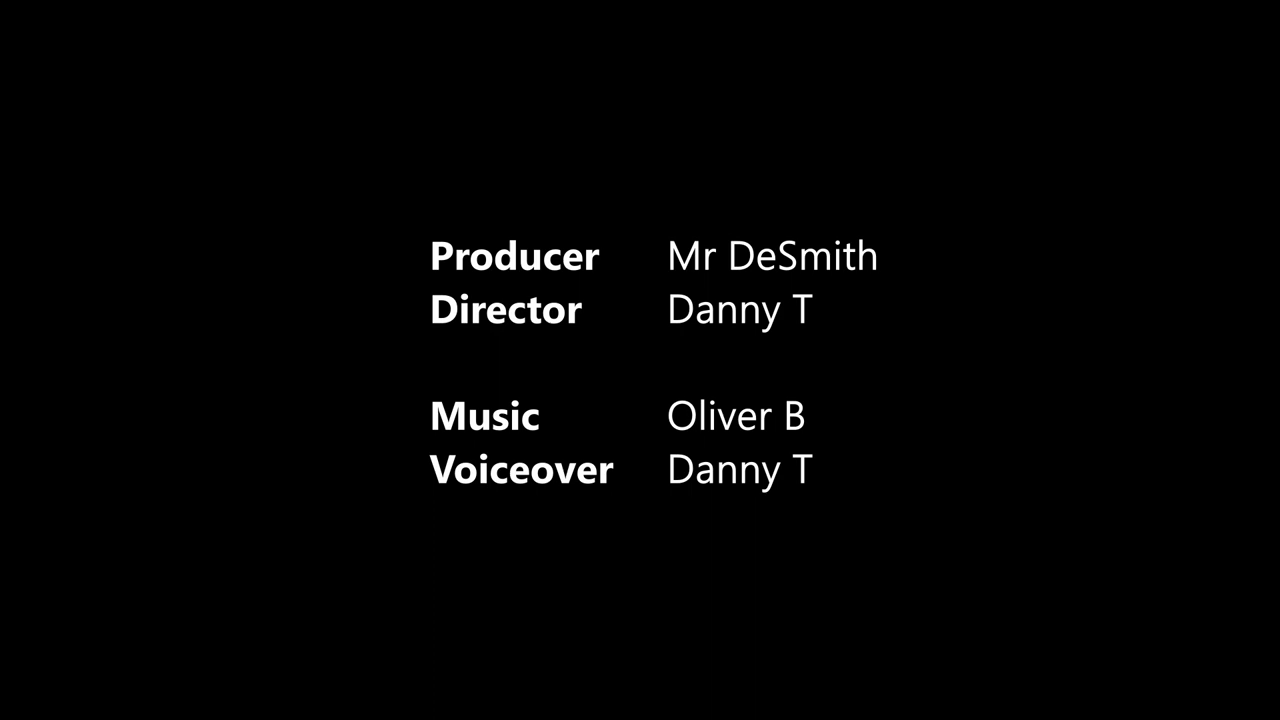 Producer Mr DeSmith
Director Danny T
Music Oliver B
Voiceover Danny T